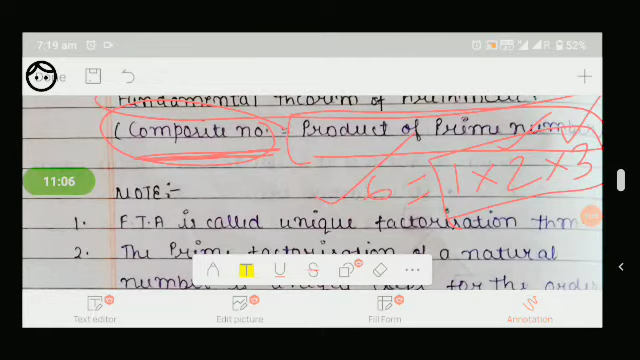 7:19 am
52%
Done
Fundamental Theorem of Arithmetic:
(Composite no. = Product of Prime numb
6 = 1 × 2 × 3
11:06
NOTE:-
1. F.T.A is called unique factorisation thm
2. The Prime factorisation of a natural
number is unique for the order
Text editor
Edit picture
Fill Form
Annotation